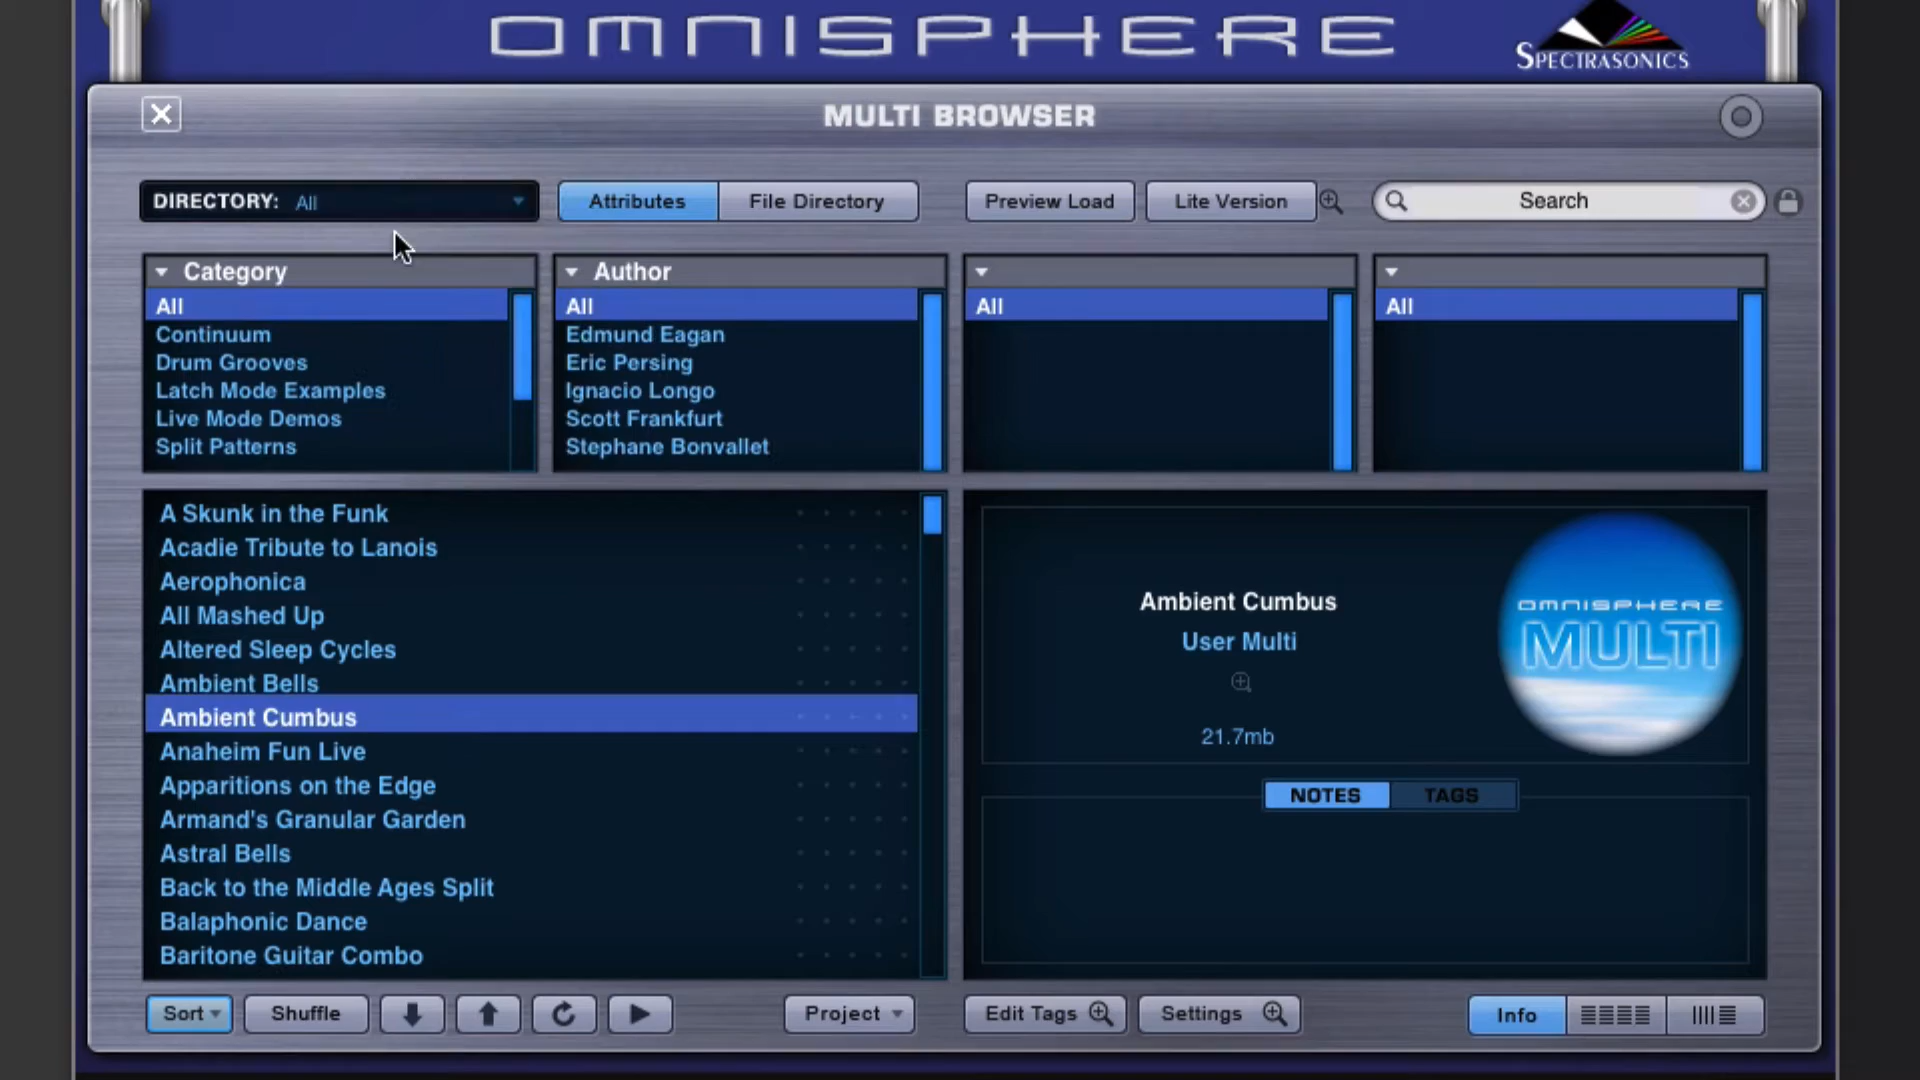 OMNISPHERE
SPECTRASONICS
MULTI BROWSER
DIRECTORY: All
Attributes
File Directory
Preview Load
Lite Version
Search
Category
All
Continuum
Drum Grooves
Latch Mode Examples
Live Mode Demos
Split Patterns
Author
All
Edmund Eagan
Eric Persing
Ignacio Longo
Scott Frankfurt
Stephane Bonvallet
All
All
A Skunk in the Funk
Acadie Tribute to Lanois
Aerophonica
All Mashed Up
Altered Sleep Cycles
Ambient Bells
Ambient Cumbus
Anaheim Fun Live
Apparitions on the Edge
Armand's Granular Garden
Astral Bells
Back to the Middle Ages Split
Balaphonic Dance
Baritone Guitar Combo
Ambient Cumbus
User Multi
21.7mb
OMNISPHERE
MULTI
NOTES
TAGS
Sort
Shuffle
Project
Edit Tags
Settings
Info